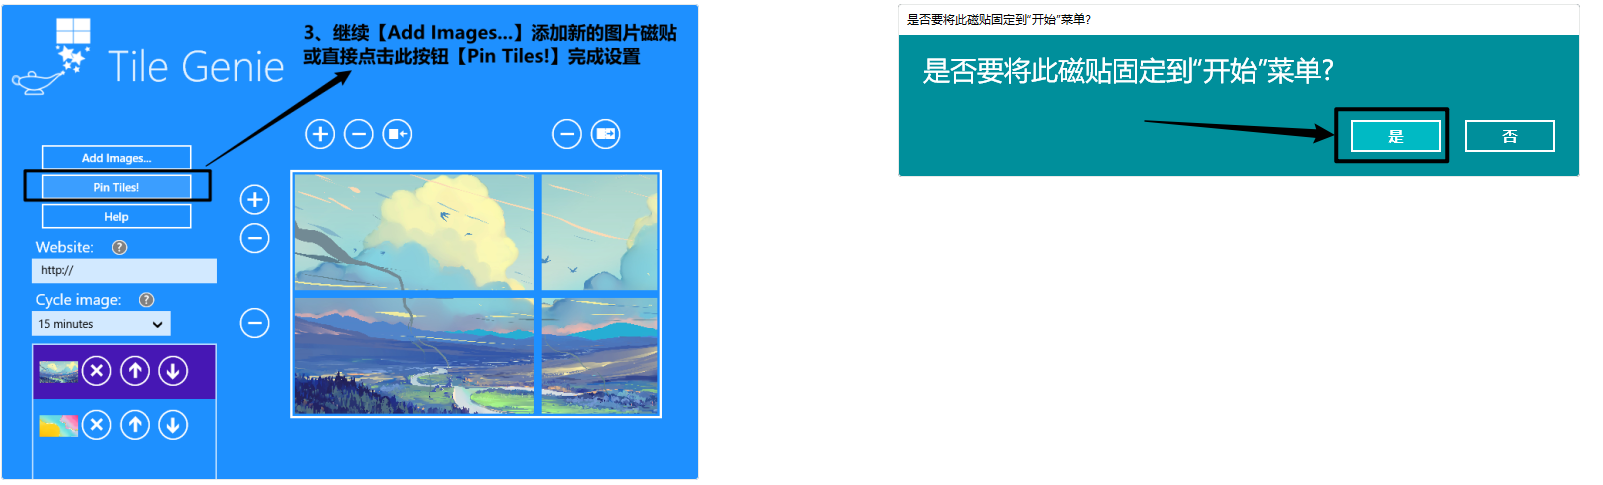 Tile Genie
3、继续【Add Images...】添加新的图片磁贴
或直接点击此按钮【Pin Tiles!】完成设置
Add Images...
Pin Tiles!
Help
Website: ?
http://
Cycle image: ?
15 minutes
是否要将此磁贴固定到“开始”菜单?
是否要将此磁贴固定到“开始”菜单?
是
否